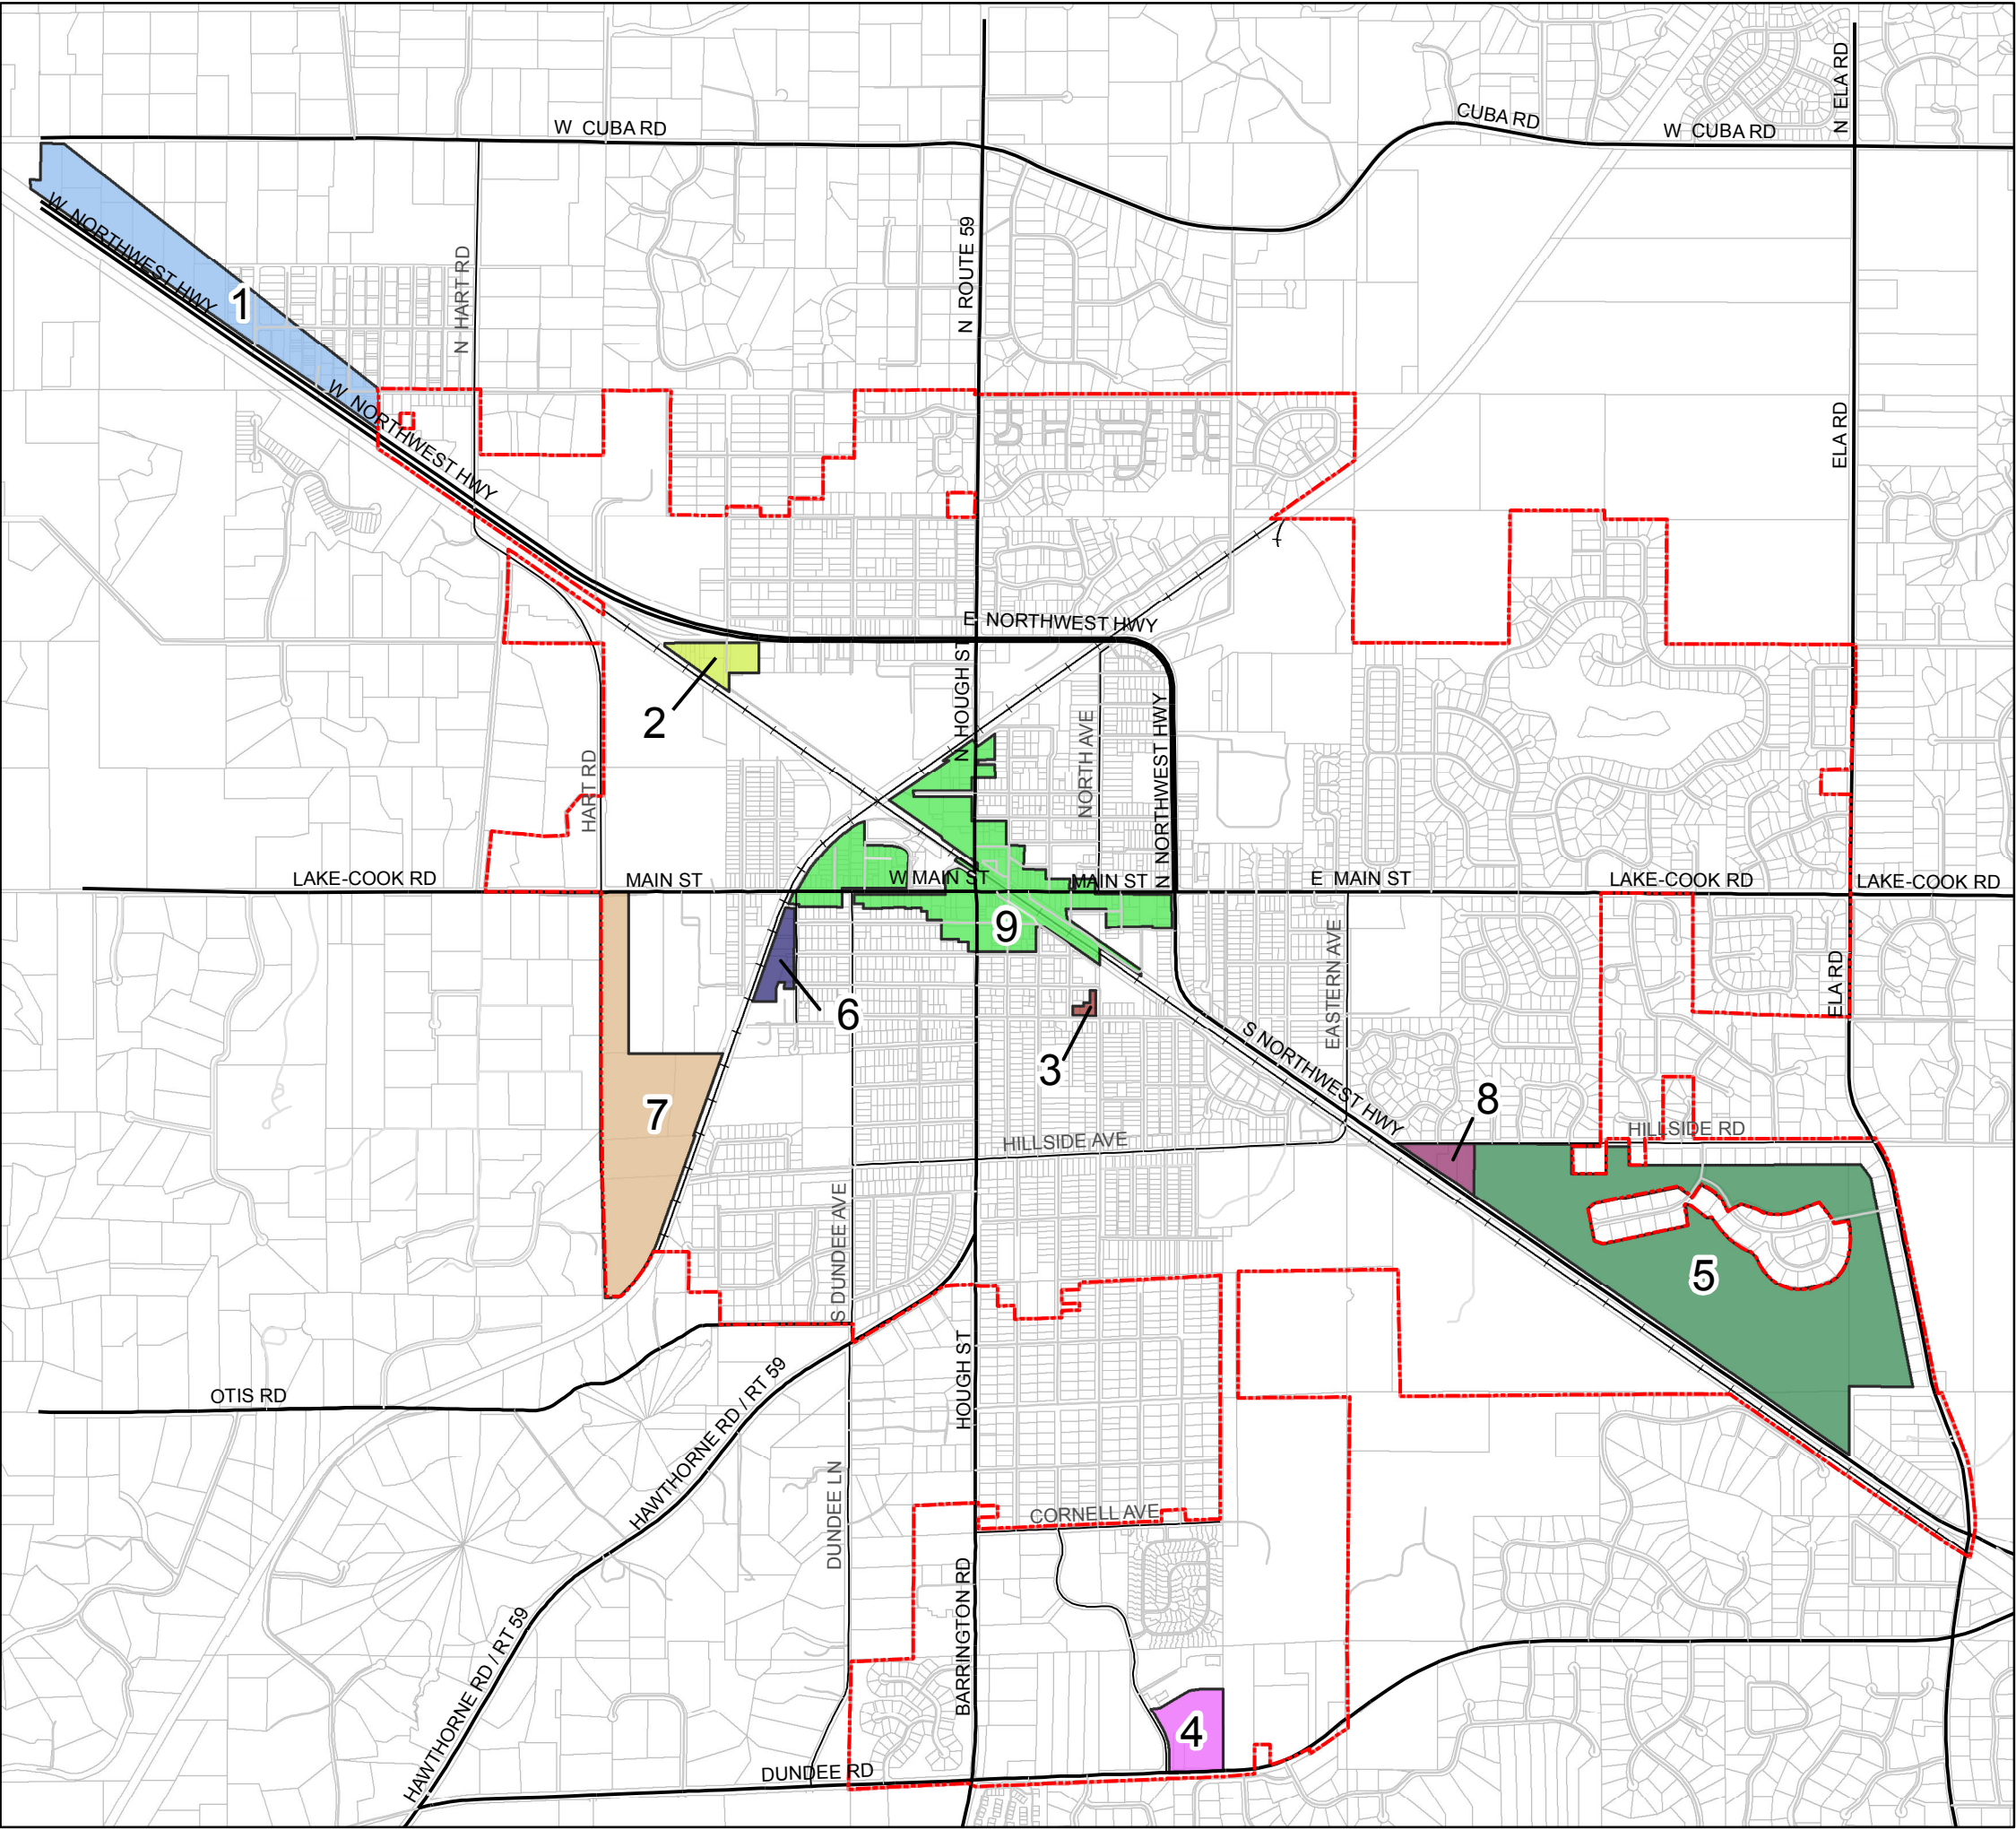 W CUBA RD
CUBA RD
W CUBA RD
N ELA RD
W NORTHWEST HWY
1
N HART RD
N ROUTE 59
W NORTHWEST HWY
ELA RD
E NORTHWEST HWY
2
N HOUGH ST
NORTH AVE
N NORTHWEST HWY
HART RD
LAKE-COOK RD
MAIN ST
W MAIN ST
MAIN ST
E MAIN ST
LAKE-COOK RD
LAKE-COOK RD
9
EASTERN AVE
ELA RD
6
3
S NORTHWEST HWY
7
8
HILLSIDE AVE
HILLSIDE RD
S DUNDEE AVE
5
OTIS RD
HAWTHORNE RD / RT 59
HOUGH ST
DUNDEE LN
CORNELL AVE
BARRINGTON RD
HAWTHORNE RD / RT 59
4
DUNDEE RD